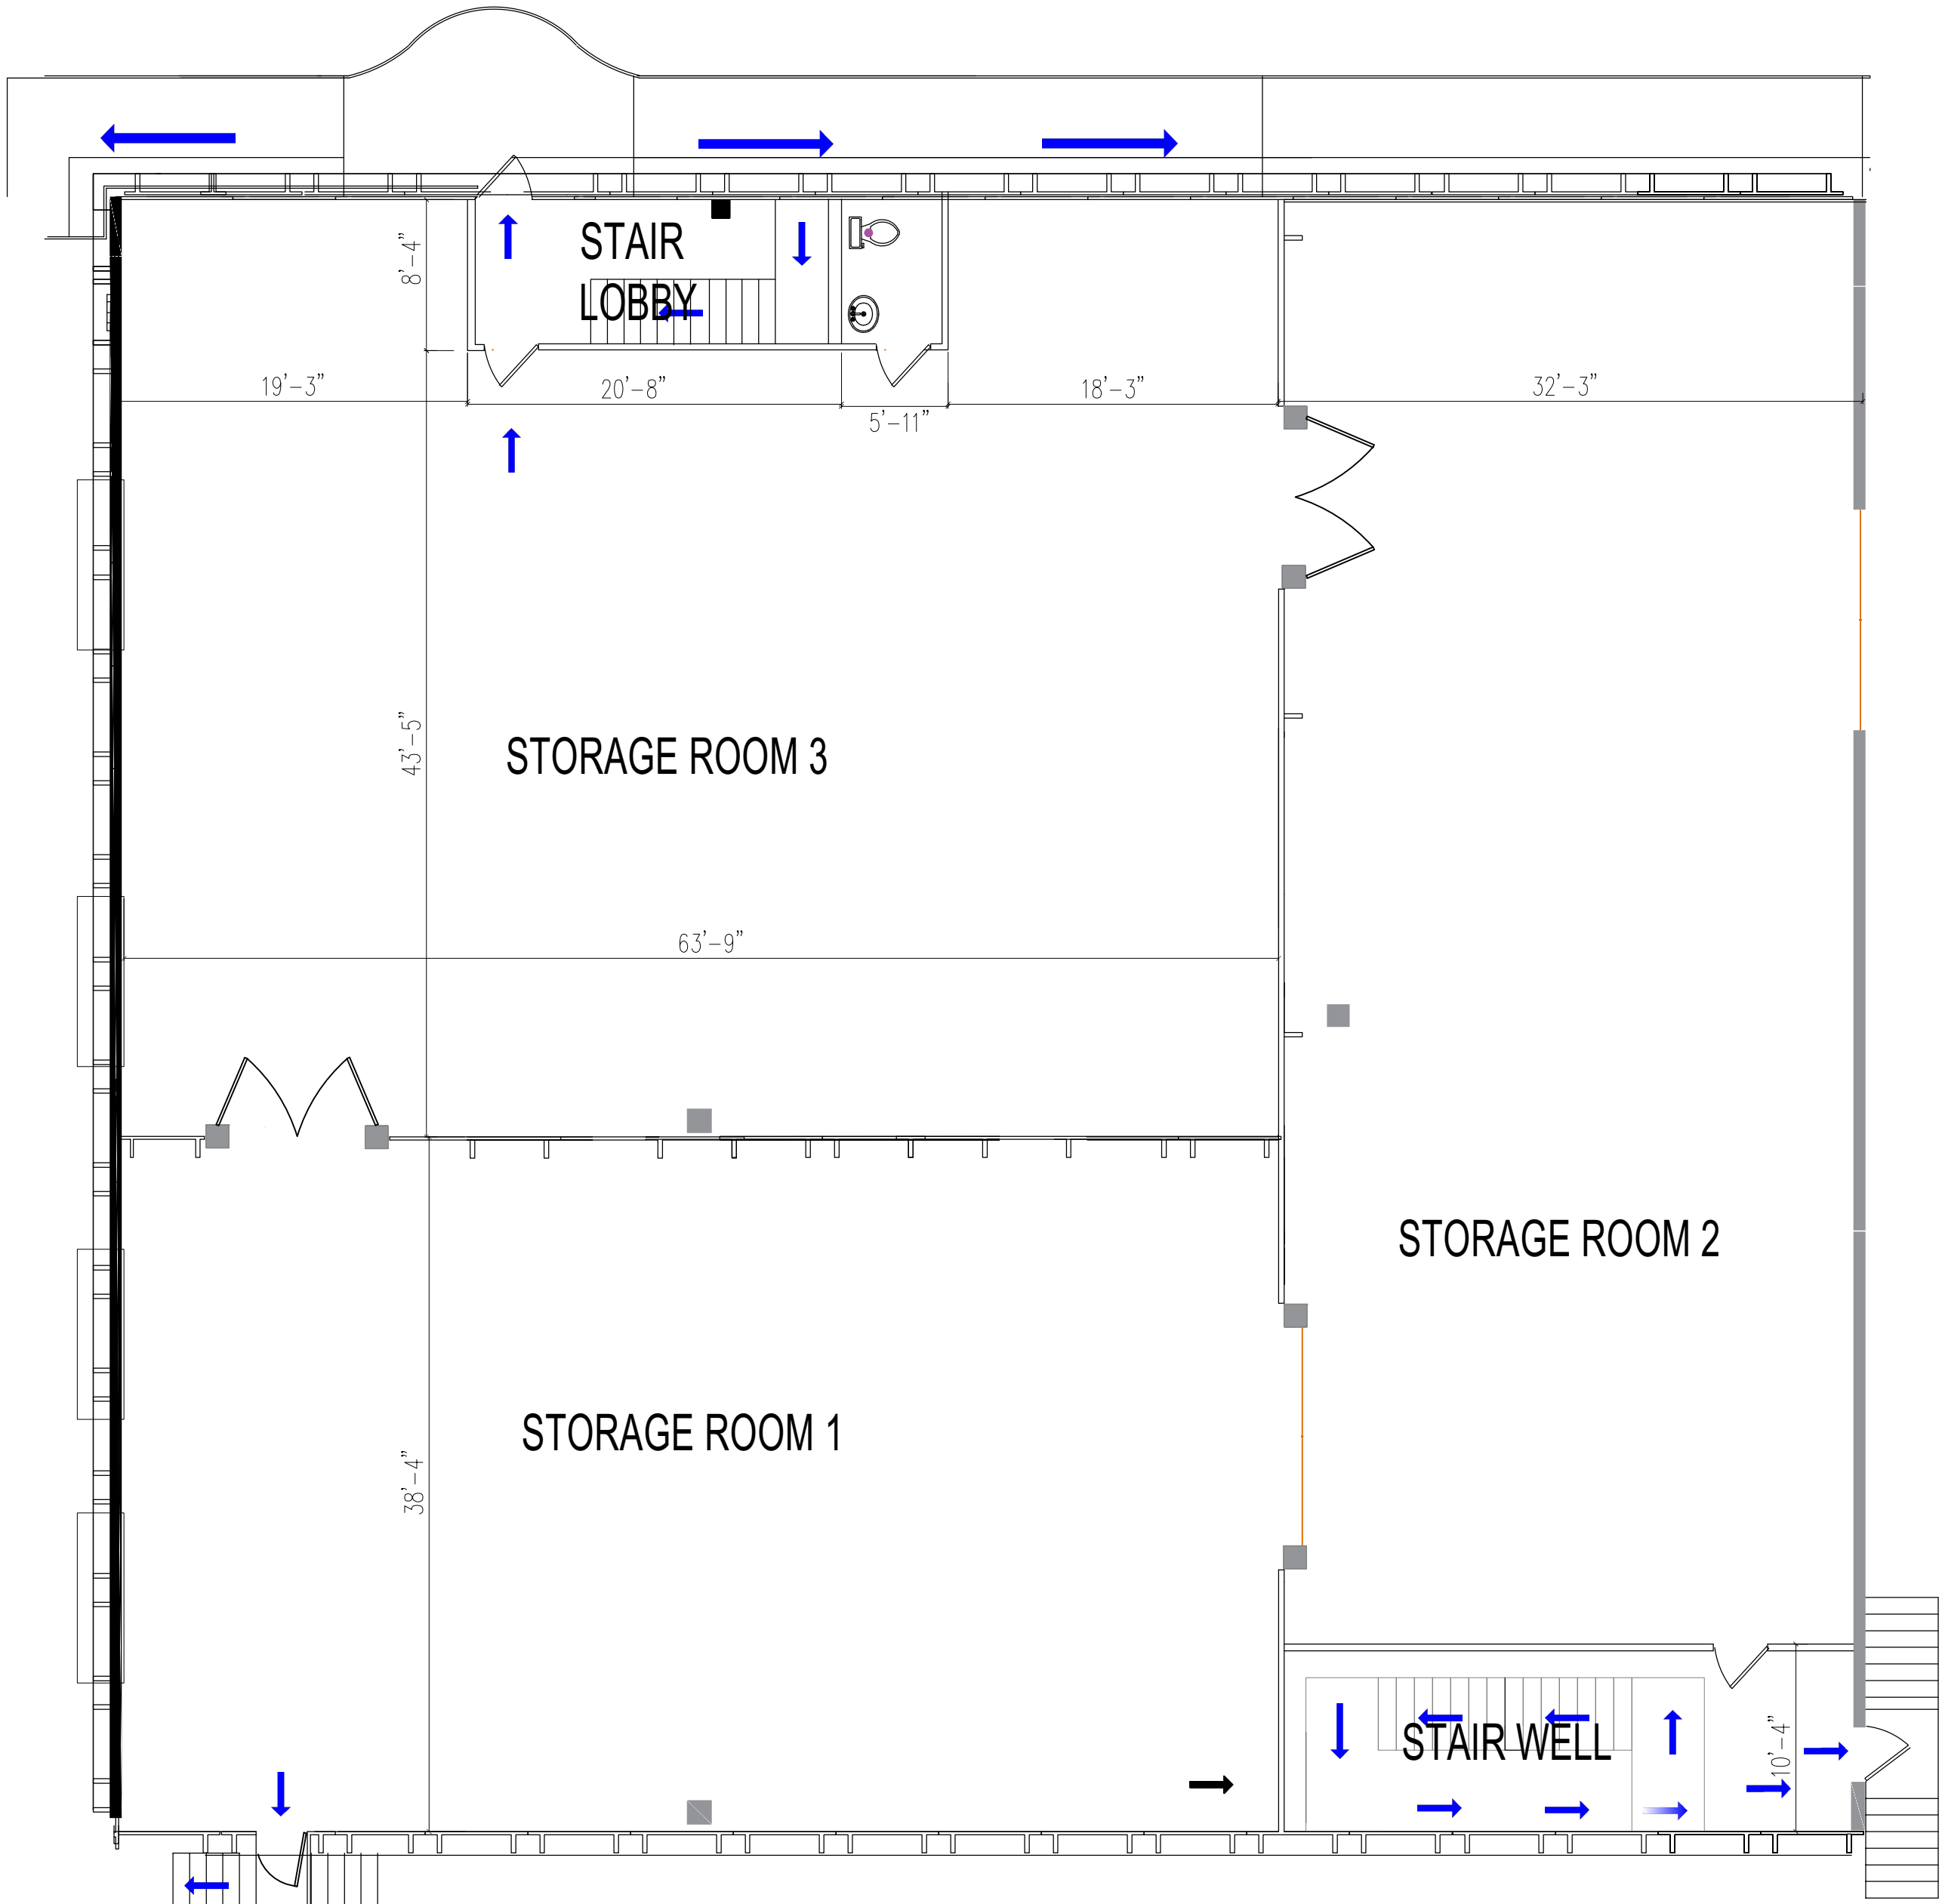 STAIR
LOBBY
8'-4"
19'-3"
20'-8"
5'-11"
18'-3"
32'-3"
43'-5"
STORAGE ROOM 3
63'-9"
STORAGE ROOM 2
STORAGE ROOM 1
38'-4"
STAIR WELL
10'-4"